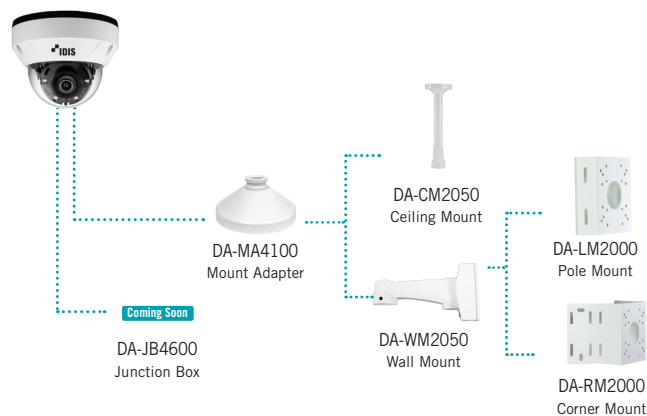 IDIS
DA-CM2050
Ceiling Mount
DA-MA4100
Mount Adapter
DA-LM2000
Pole Mount
Coming Soon
DA-JB4600
Junction Box
DA-WM2050
Wall Mount
DA-RM2000
Corner Mount